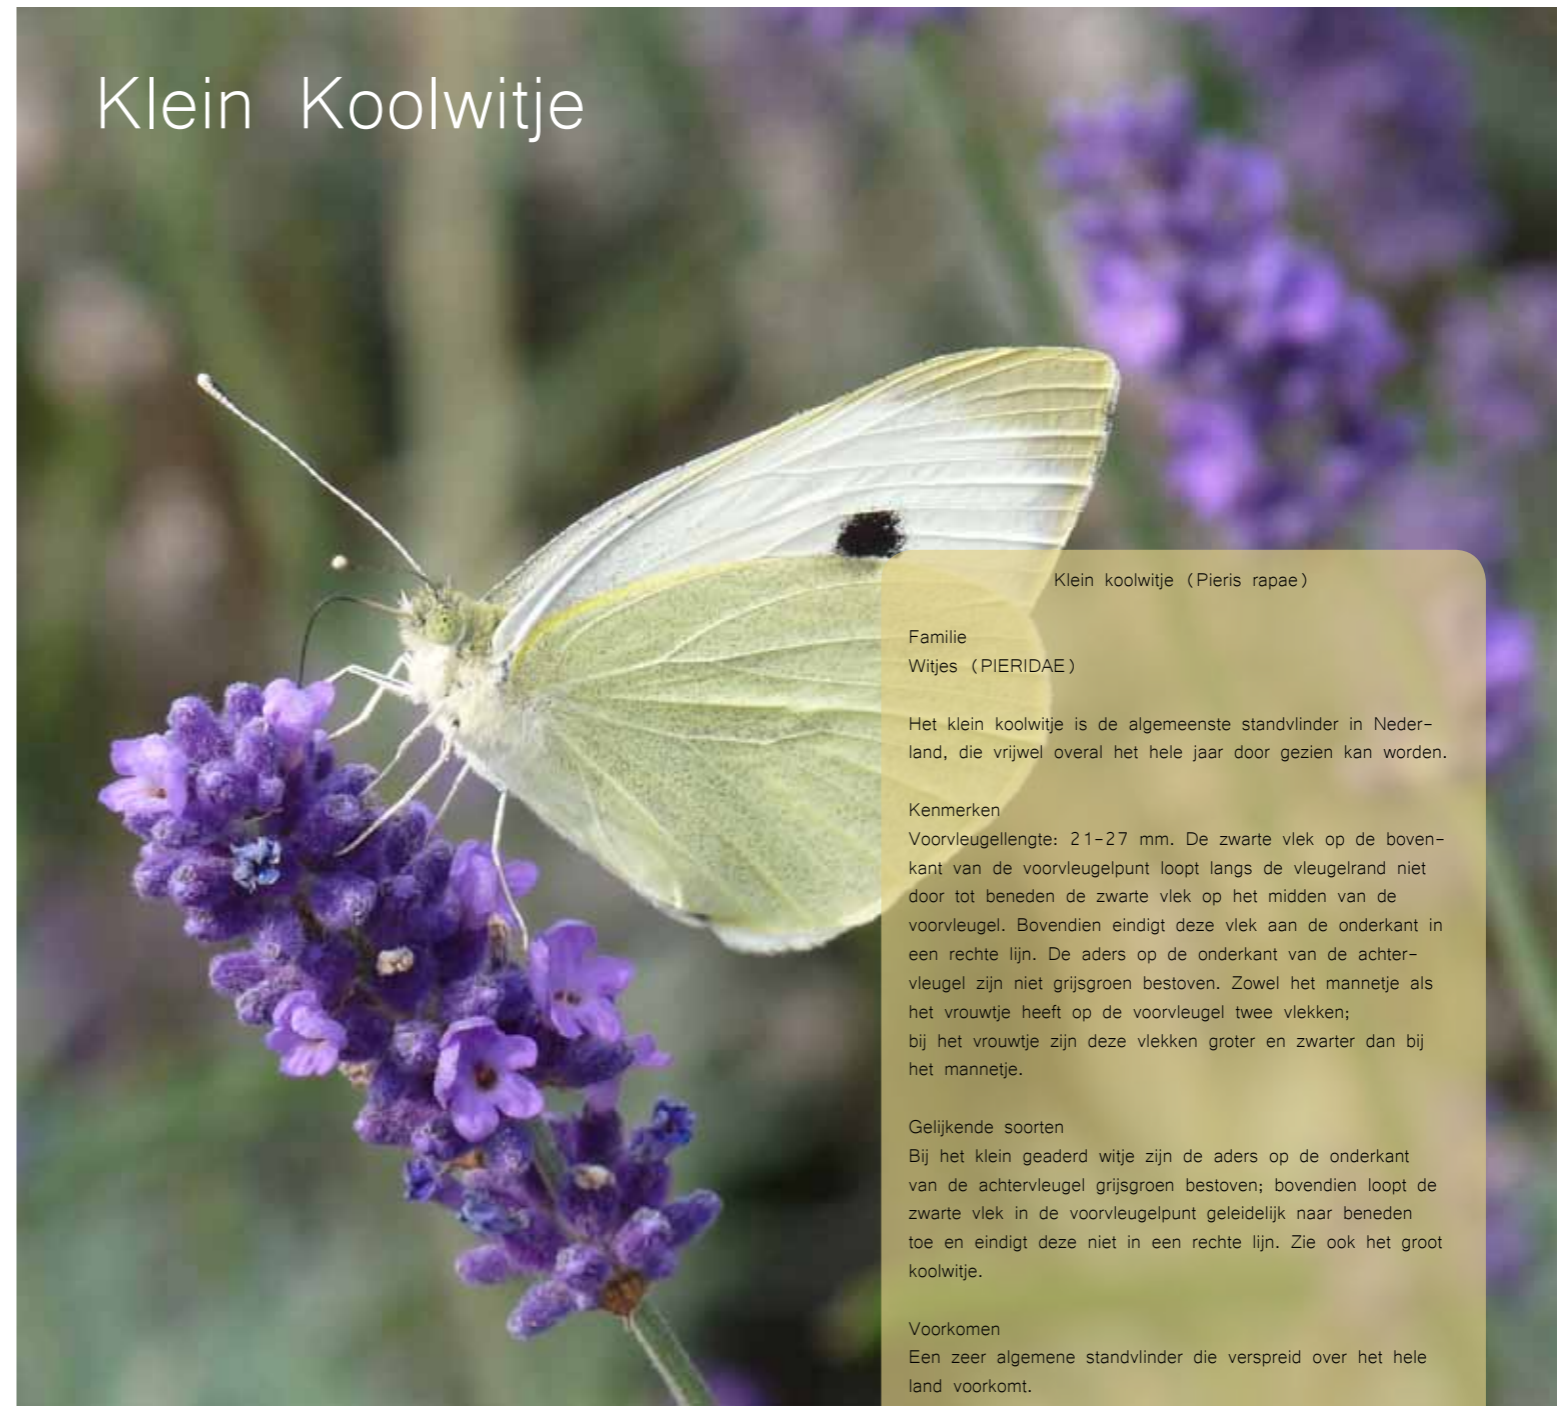 Klein Koolwitje
Klein koolwitje (Pieris rapae)
Familie
Witjes (PIERIDAE)
Het klein koolwitje is de algemeenste standvlinder in Neder-
land, die vrijwel overal het hele jaar door gezien kan worden.
Kenmerken
Voorvleugellengte: 21-27 mm. De zwarte vlek op de boven-
kant van de voorvleugelpunt loopt langs de vleugelrand niet
door tot beneden de zwarte vlek op het midden van de
voorvleugel. Bovendien eindigt deze vlek aan de onderkant in
een rechte lijn. De aders op de onderkant van de achter-
vleugel zijn niet grijsgroen bestoven. Zowel het mannetje als
het vrouwtje heeft op de voorvleugel twee vlekken;
bij het vrouwtje zijn deze vlekken groter en zwarter dan bij
het mannetje.
Gelijkende soorten
Bij het klein geaderd witje zijn de aders op de onderkant
van de achtervleugel grijsgroen bestoven; bovendien loopt de
zwarte vlek in de voorvleugelpunt geleidelijk naar beneden
toe en eindigt deze niet in een rechte lijn. Zie ook het groot
koolwitje.
Voorkomen
Een zeer algemene standvlinder die verspreid over het hele
land voorkomt.